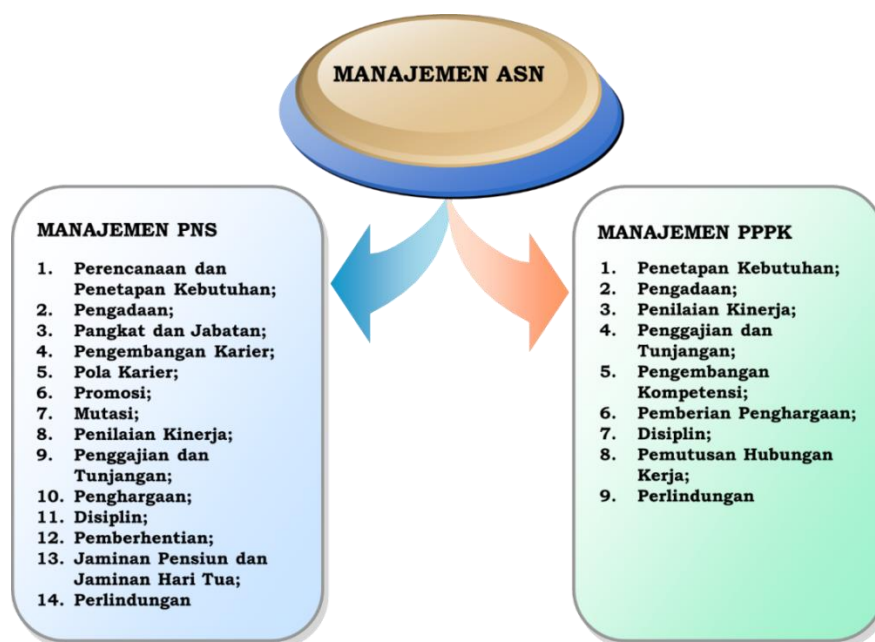 MANAJEMEN ASN
MANAJEMEN PNS
1. Perencanaan dan
Penetapan Kebutuhan;
2. Pengadaan;
3. Pangkat dan Jabatan;
4. Pengembangan Karier;
5. Pola Karier;
6. Promosi;
7. Mutasi;
8. Penilaian Kinerja;
9. Penggajian dan
Tunjangan;
10. Penghargaan;
11. Disiplin;
12. Pemberhentian;
13. Jaminan Pensiun dan
Jaminan Hari Tua;
14. Perlindungan
MANAJEMEN PPPK
1. Penetapan Kebutuhan;
2. Pengadaan;
3. Penilaian Kinerja;
4. Penggajian dan
Tunjangan;
5. Pengembangan
Kompetensi;
6. Pemberian Penghargaan;
7. Disiplin;
8. Pemutusan Hubungan
Kerja;
9. Perlindungan